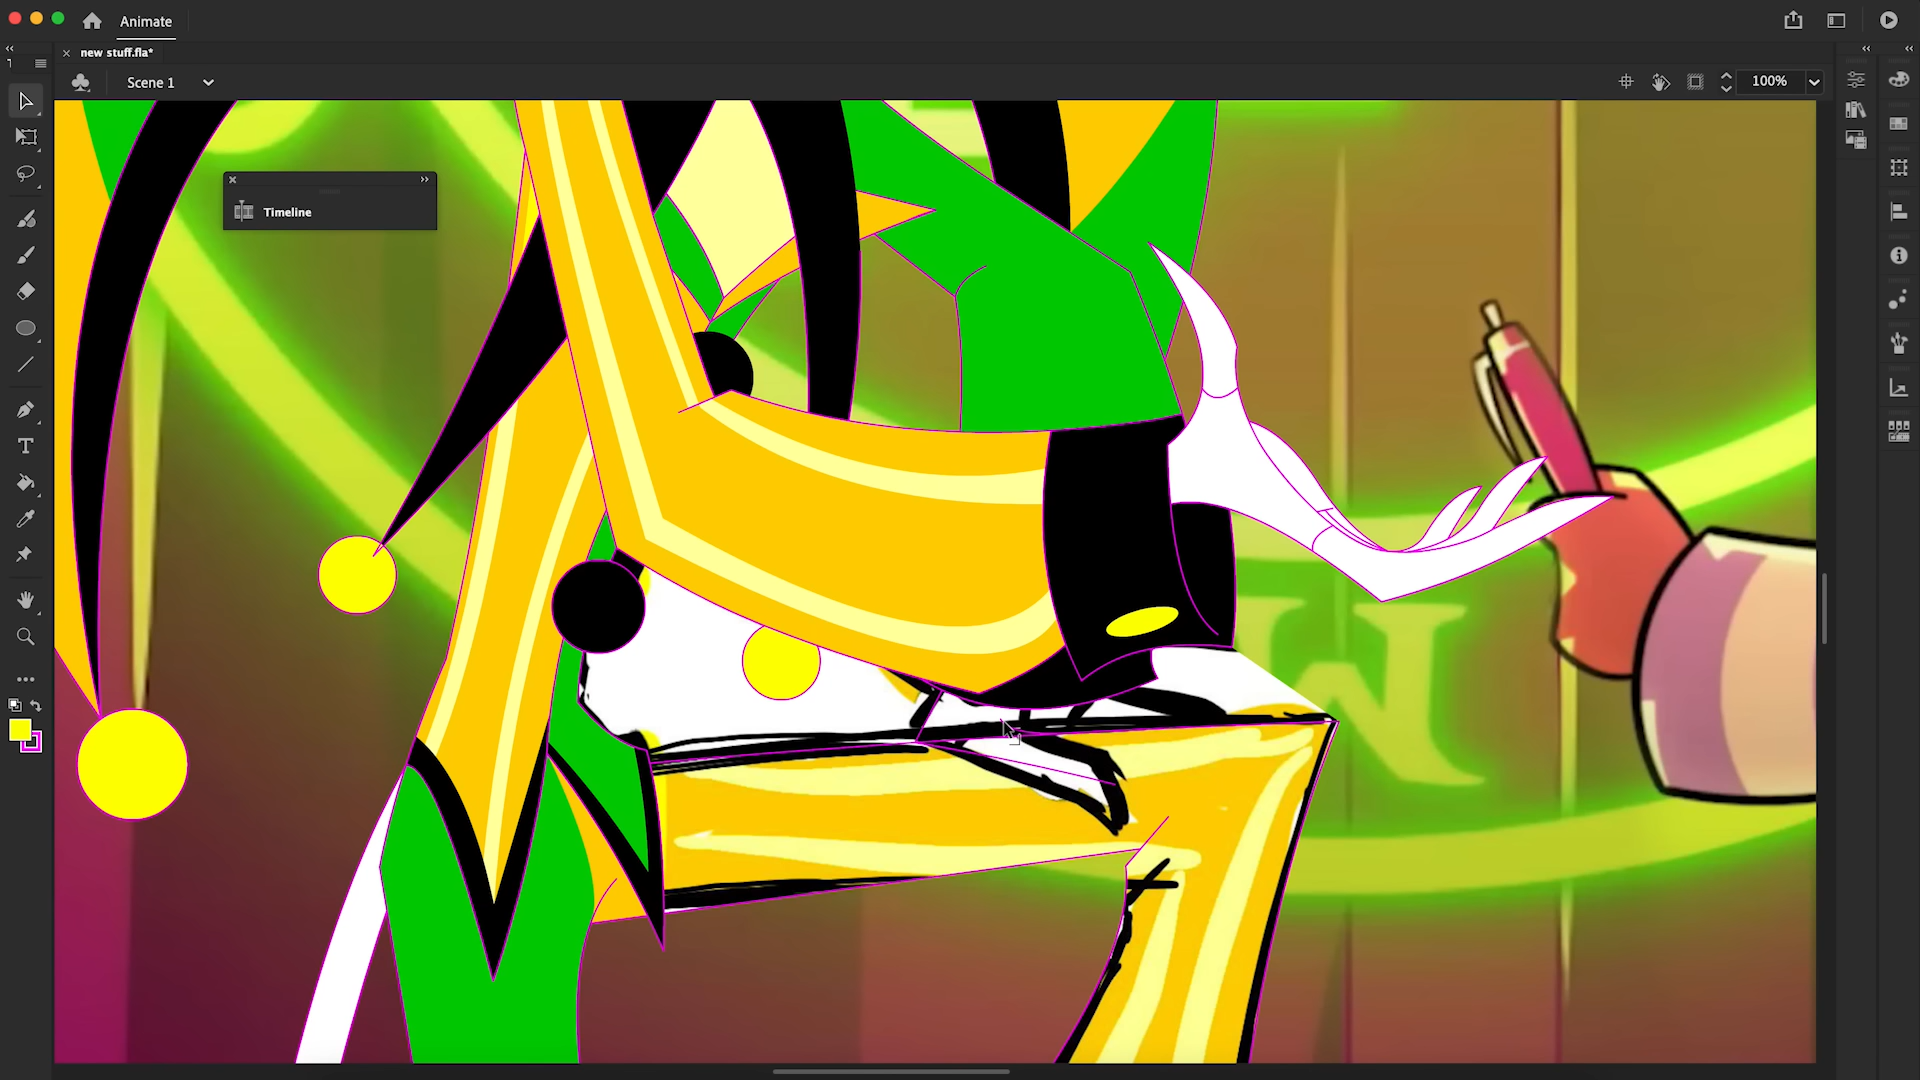 Animate
new stuff.fla*
Scene 1
100%
Timeline
M